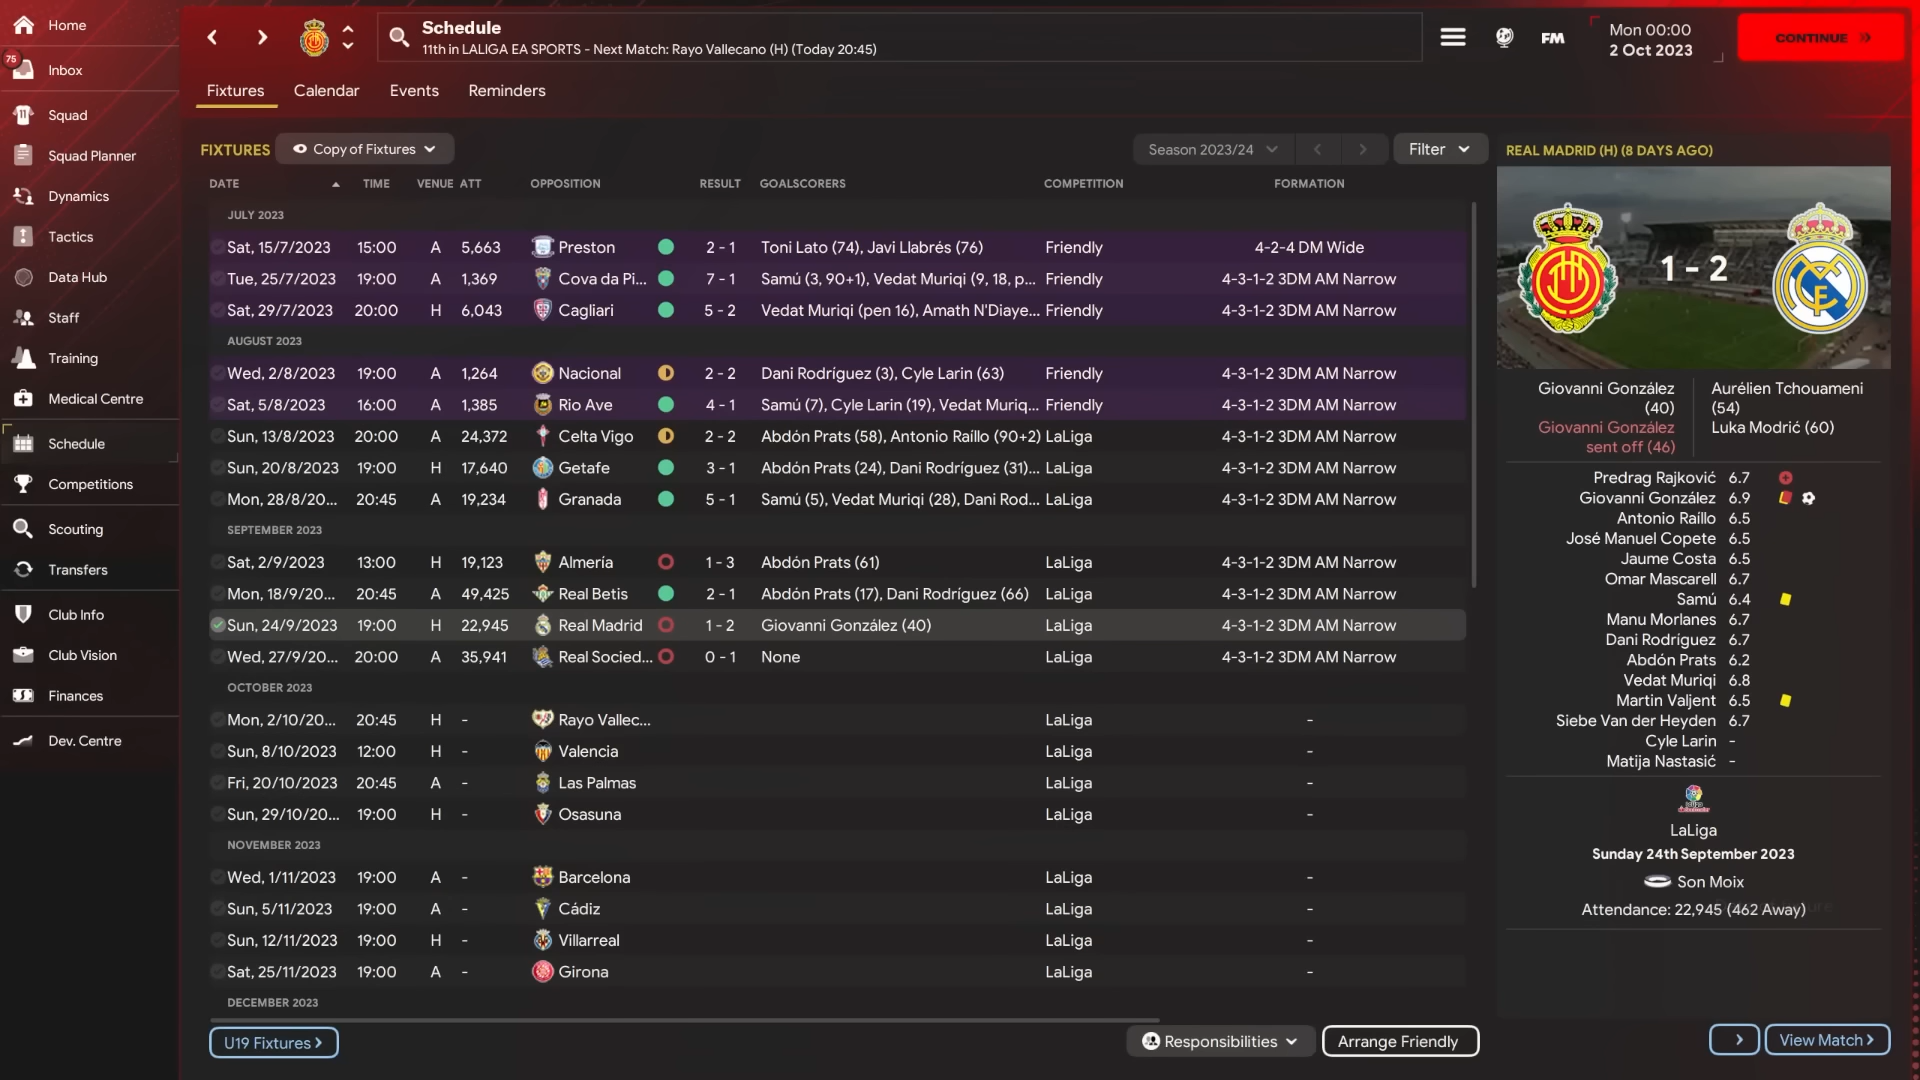 Home
75
Inbox
Squad
Squad Planner
Dynamics
Tactics
Data Hub
Staff
Training
Medical Centre
Schedule
Competitions
Scouting
Transfers
Club Info
Club Vision
Finances
Dev. Centre
Schedule
11th in LALIGA EA SPORTS - Next Match: Rayo Vallecano (H) (Today 20:45)
FM
Mon 00:00
2 Oct 2023
CONTINUE
Fixtures Calendar Events Reminders
FIXTURES Copy of Fixtures Season 2023/24 Filter
DATE TIME VENUE ATT OPPOSITION RESULT GOALSCORERS COMPETITION FORMATION
JULY 2023
Sat, 15/7/2023 15:00 A 5,663 Preston 2 - 1 Toni Lato (74), Javi Llabrés (76) Friendly 4-2-4 DM Wide
Tue, 25/7/2023 19:00 A 1,369 Cova da Pi... 7 - 1 Samú (3, 90+1), Vedat Muriqi (9, 18, p... Friendly 4-3-1-2 3DM AM Narrow
Sat, 29/7/2023 20:00 H 6,043 Cagliari 5 - 2 Vedat Muriqi (pen 16), Amath N'Diaye... Friendly 4-3-1-2 3DM AM Narrow
AUGUST 2023
Wed, 2/8/2023 19:00 A 1,264 Nacional 2 - 2 Dani Rodríguez (3), Cyle Larin (63) Friendly 4-3-1-2 3DM AM Narrow
Sat, 5/8/2023 16:00 A 1,385 Rio Ave 4 - 1 Samú (7), Cyle Larin (19), Vedat Muriq... Friendly 4-3-1-2 3DM AM Narrow
Sun, 13/8/2023 20:00 A 24,372 Celta Vigo 2 - 2 Abdón Prats (58), Antonio Raíllo (90+2) LaLiga 4-3-1-2 3DM AM Narrow
Sun, 20/8/2023 19:00 H 17,640 Getafe 3 - 1 Abdón Prats (24), Dani Rodríguez (31)... LaLiga 4-3-1-2 3DM AM Narrow
Mon, 28/8/20... 20:45 A 19,234 Granada 5 - 1 Samú (5), Vedat Muriqi (28), Dani Rod... LaLiga 4-3-1-2 3DM AM Narrow
SEPTEMBER 2023
Sat, 2/9/2023 13:00 H 19,123 Almería 1 - 3 Abdón Prats (61) LaLiga 4-3-1-2 3DM AM Narrow
Mon, 18/9/20... 20:45 A 49,425 Real Betis 2 - 1 Abdón Prats (17), Dani Rodríguez (66) LaLiga 4-3-1-2 3DM AM Narrow
Sun, 24/9/2023 19:00 H 22,945 Real Madrid 1 - 2 Giovanni González (40) LaLiga 4-3-1-2 3DM AM Narrow
Wed, 27/9/20... 20:00 A 35,941 Real Socied... 0 - 1 None LaLiga 4-3-1-2 3DM AM Narrow
OCTOBER 2023
Mon, 2/10/20... 20:45 H - Rayo Vallec... LaLiga -
Sun, 8/10/2023 12:00 H - Valencia LaLiga -
Fri, 20/10/2023 20:45 A - Las Palmas LaLiga -
Sun, 29/10/20... 19:00 H - Osasuna LaLiga -
NOVEMBER 2023
Wed, 1/11/2023 19:00 A - Barcelona LaLiga -
Sun, 5/11/2023 19:00 A - Cádiz LaLiga -
Sun, 12/11/2023 19:00 H - Villarreal LaLiga -
Sat, 25/11/2023 19:00 A - Girona LaLiga -
DECEMBER 2023
U19 Fixtures Responsibilities Arrange Friendly
REAL MADRID (H) (8 DAYS AGO)
1 - 2
Giovanni González
(40)
Giovanni González
sent off (46)
Aurélien Tchouameni
(54)
Luka Modrić (60)
Predrag Rajković 6.7
Giovanni González 6.9
Antonio Raíllo 6.5
José Manuel Copete 6.5
Jaume Costa 6.5
Omar Mascarell 6.7
Samú 6.4
Manu Morlanes 6.7
Dani Rodríguez 6.7
Abdón Prats 6.2
Vedat Muriqi 6.8
Martin Valjent 6.5
Siebe Van der Heyden 6.7
Cyle Larin -
Matija Nastasić -
LaLiga
Sunday 24th September 2023
Son Moix
Attendance: 22,945 (462 Away)
View Match